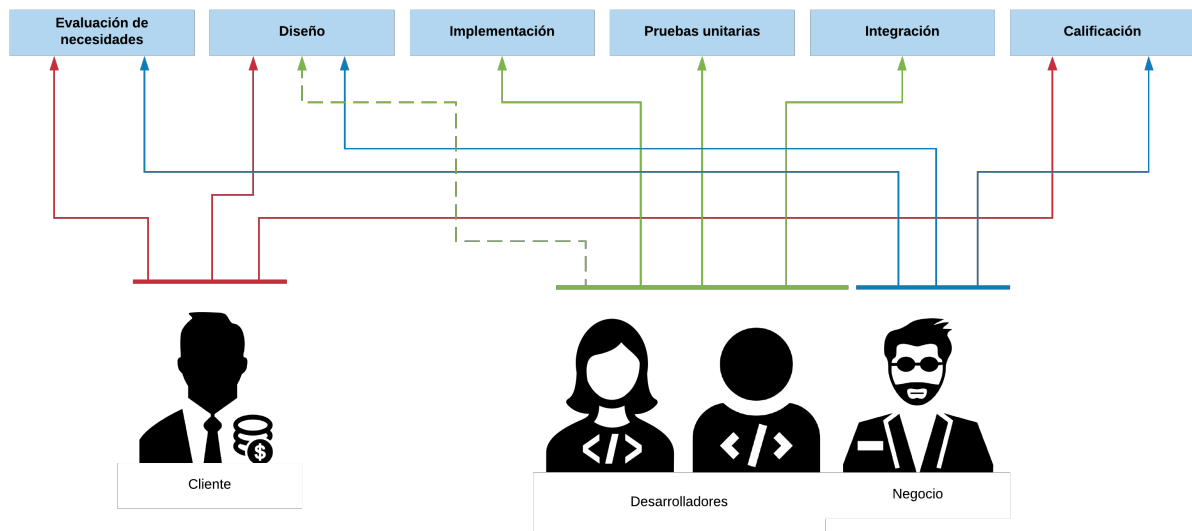 Evaluación de
necesidades
Diseño
Implementación
Pruebas unitarias
Integración
Calificación
$
</>
</>
Cliente
Desarrolladores
Negocio